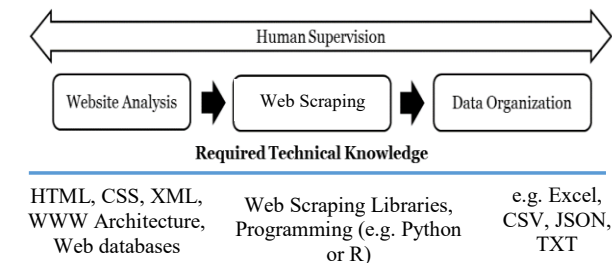 Human Supervision
Website Analysis
Web Scraping
Data Organization
Required Technical Knowledge
HTML, CSS, XML,
WWW Architecture,
Web databases
Web Scraping Libraries,
Programming (e.g. Python
or R)
e.g. Excel,
CSV, JSON,
TXT